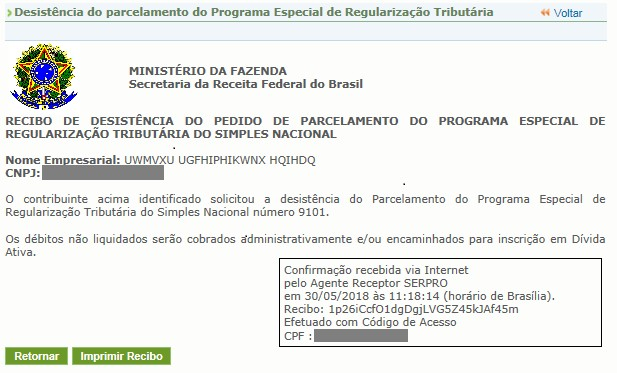 Desistência do parcelamento do Programa Especial de Regularização Tributária
Voltar
MINISTÉRIO DA FAZENDA
Secretaria da Receita Federal do Brasil
RECIBO DE DESISTÊNCIA DO PEDIDO DE PARCELAMENTO DO PROGRAMA ESPECIAL DE
REGULARIZAÇÃO TRIBUTÁRIA DO SIMPLES NACIONAL
Nome Empresarial: UWMVXU UGFHIPHIKWNX HQIHDQ
CNPJ:
O contribuinte acima identificado solicitou a desistência do Parcelamento do Programa Especial de
Regularização Tributária do Simples Nacional número 9101.
Os débitos não liquidados serão cobrados administrativamente e/ou encaminhados para inscrição em Dívida
Ativa.
Confirmação recebida via Internet
pelo Agente Receptor SERPRO
em 30/05/2018 às 11:18:14 (horário de Brasília).
Recibo: 1p26iCcfO1dgDgjLVG5Z45kJAf45m
Efetuado com Código de Acesso
CPF :
Retornar
Imprimir Recibo